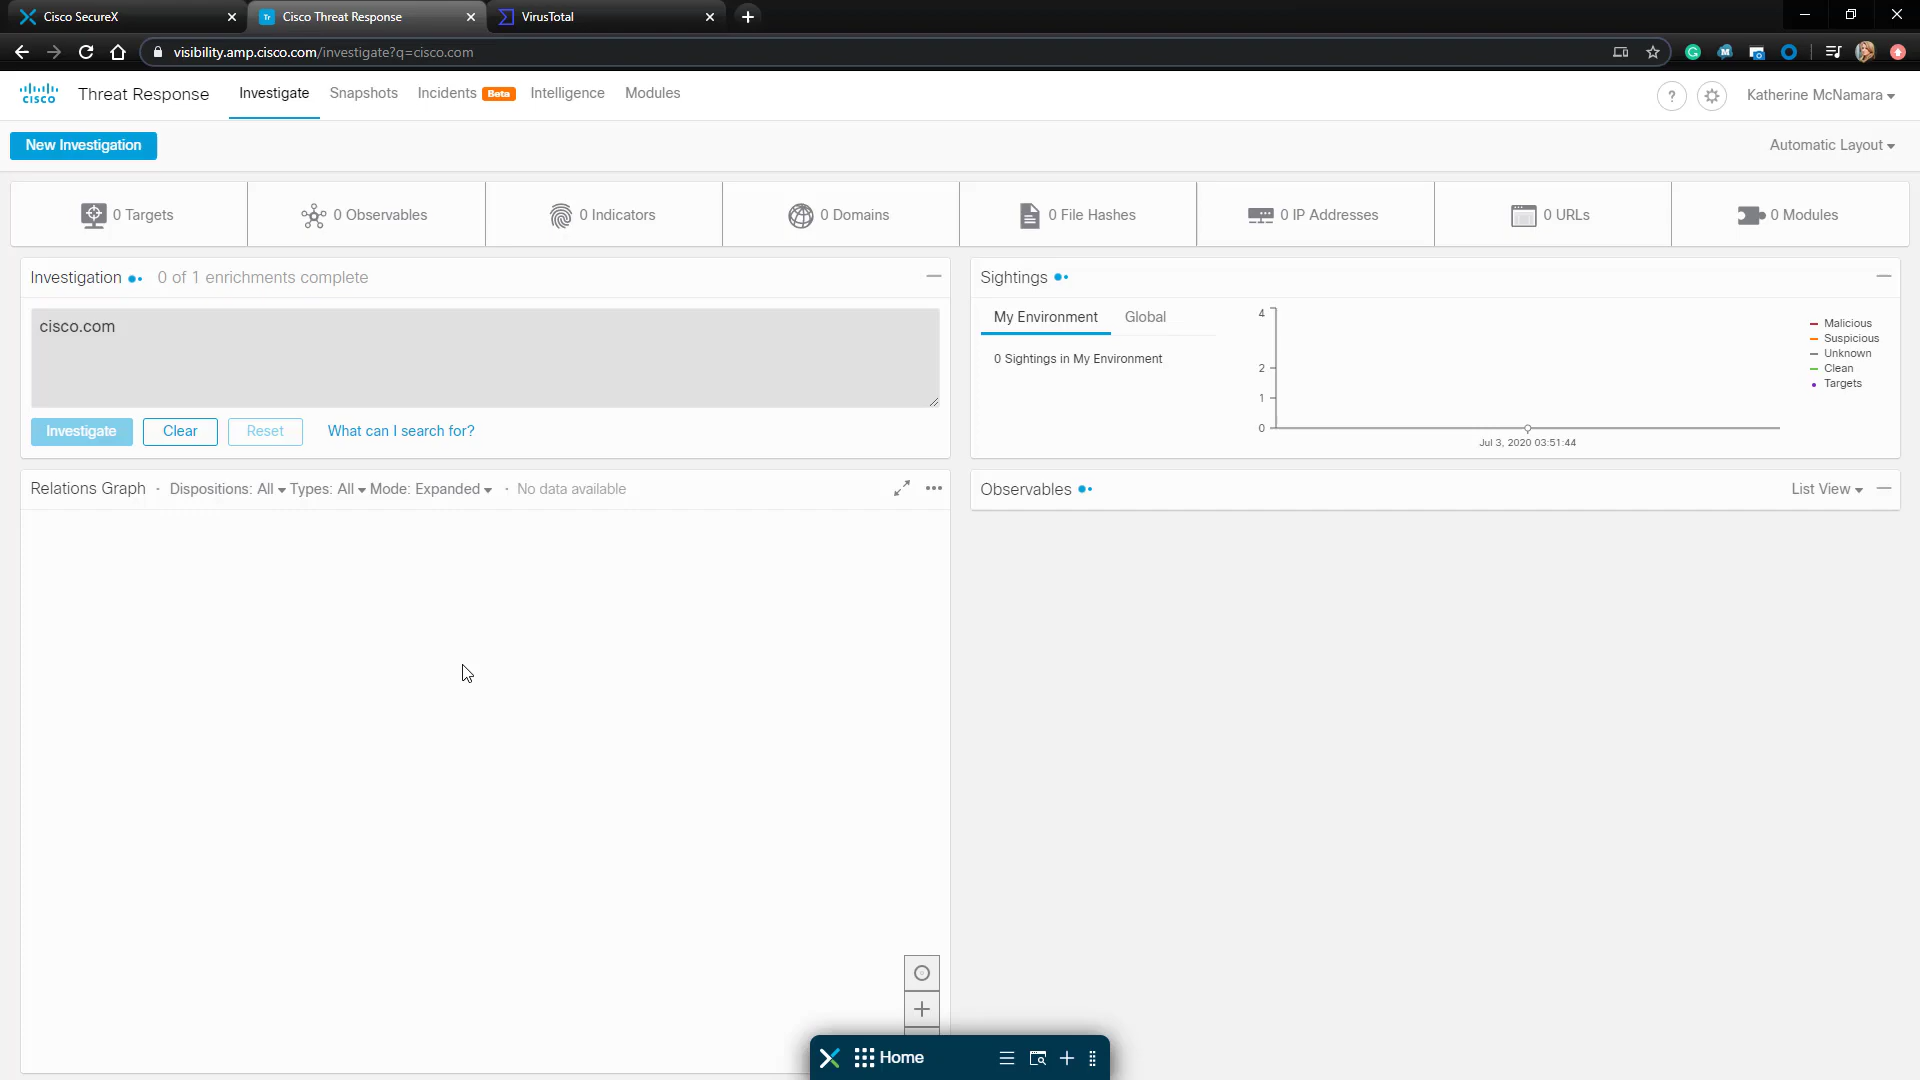 Cisco SecureX
Cisco Threat Response
VirusTotal
visibility.amp.cisco.com/investigate?q=cisco.com
CISCO
Threat Response
Investigate
Snapshots
Incidents Beta
Intelligence
Modules
?
Katherine McNamara
New Investigation
Automatic Layout
0 Targets
0 Observables
0 Indicators
0 Domains
0 File Hashes
0 IP Addresses
0 URLs
0 Modules
Investigation
0 of 1 enrichments complete
cisco.com
Investigate
Clear
Reset
What can I search for?
Sightings
My Environment
Global
0 Sightings in My Environment
4
2
1
0
Jul 3, 2020 03:51:44
Malicious
Suspicious
Unknown
Clean
Targets
Relations Graph · Dispositions: All Types: All Mode: Expanded · No data available
Observables
List View
Home